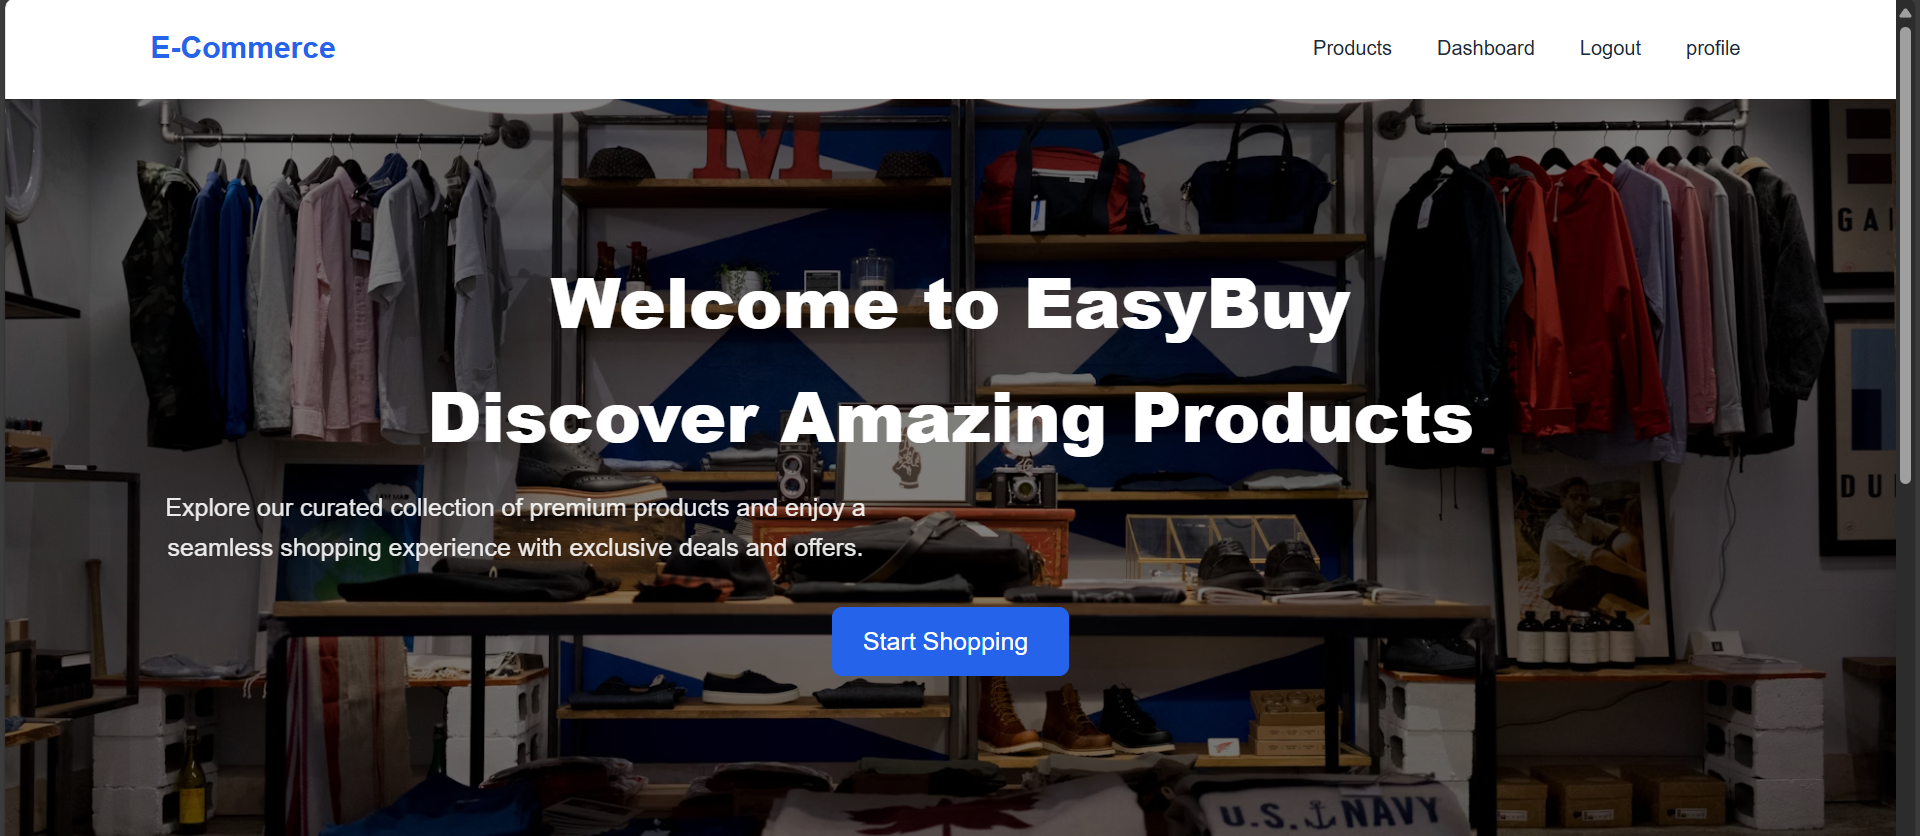 E-Commerce
Products Dashboard Logout profile
M
GA
Welcome to EasyBuy
Discover Amazing Products
DU
Explore our curated collection of premium products and enjoy a
seamless shopping experience with exclusive deals and offers.
Start Shopping
U.S. NAVY